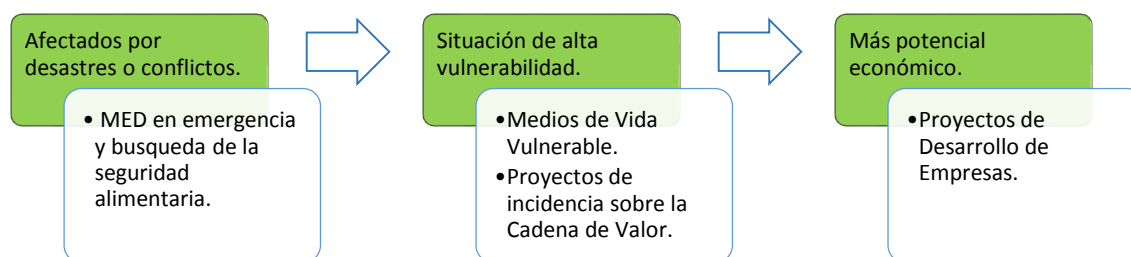 Afectados por
desastres o conflictos.
• MED en emergencia
y busqueda de la
seguridad
alimentaria.
Situación de alta
vulnerabilidad.
•Medios de Vida
Vulnerable.
•Proyectos de
incidencia sobre la
Cadena de Valor.
Más potencial
económico.
•Proyectos de
Desarrollo de
Empresas.